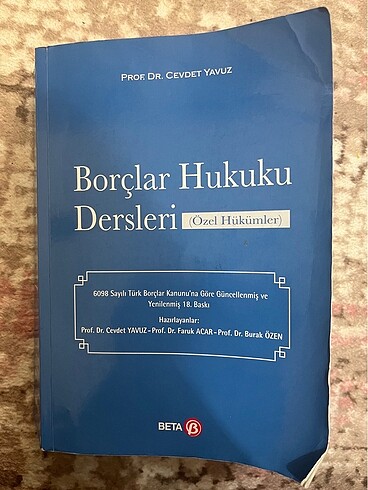 PROF. DR. CEVDET YAVUZ
Borçlar Hukuku
Dersleri (Özel Hükümler)
6098 Sayılı Türk Borçlar Kanunu'na Göre Güncellenmiş ve
Yenilenmiş 18. Baskı
Hazırlayanlar:
Prof. Dr. Cevdet YAVUZ - Prof. Dr. Faruk ACAR - Prof. Dr. Burak ÖZEN
BETA B